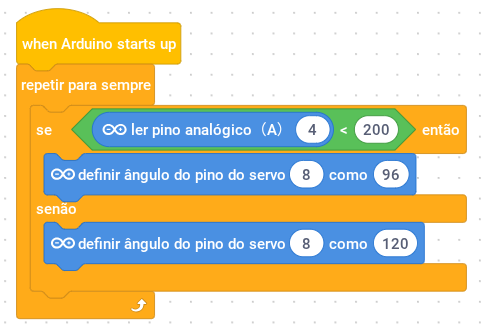 when Arduino starts up
repetir para sempre
se ler pino analógico (A) 4 < 200 então
definir ângulo do pino do servo 8 como 96
senão
definir ângulo do pino do servo 8 como 120